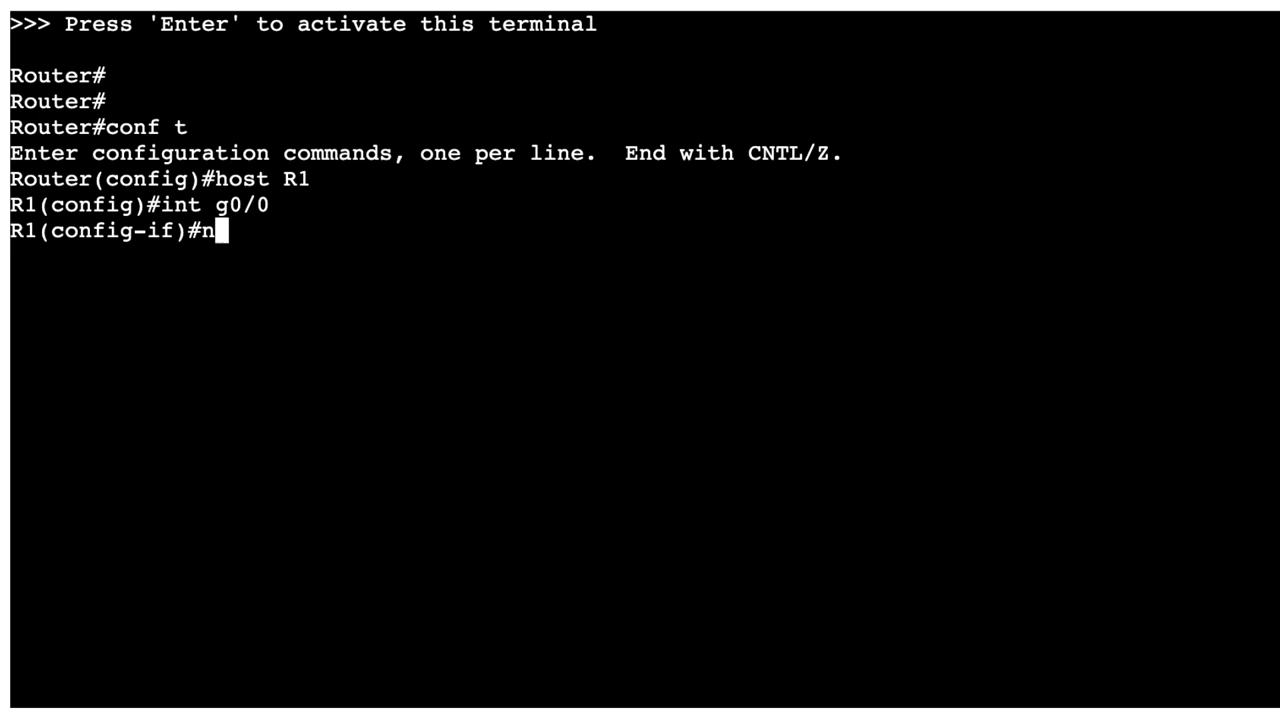 >>> Press 'Enter' to activate this terminal
Router#
Router#
Router#conf t
Enter configuration commands, one per line.  End with CNTL/Z.
Router(config)#host R1
R1(config)#int g0/0
R1(config-if)#n